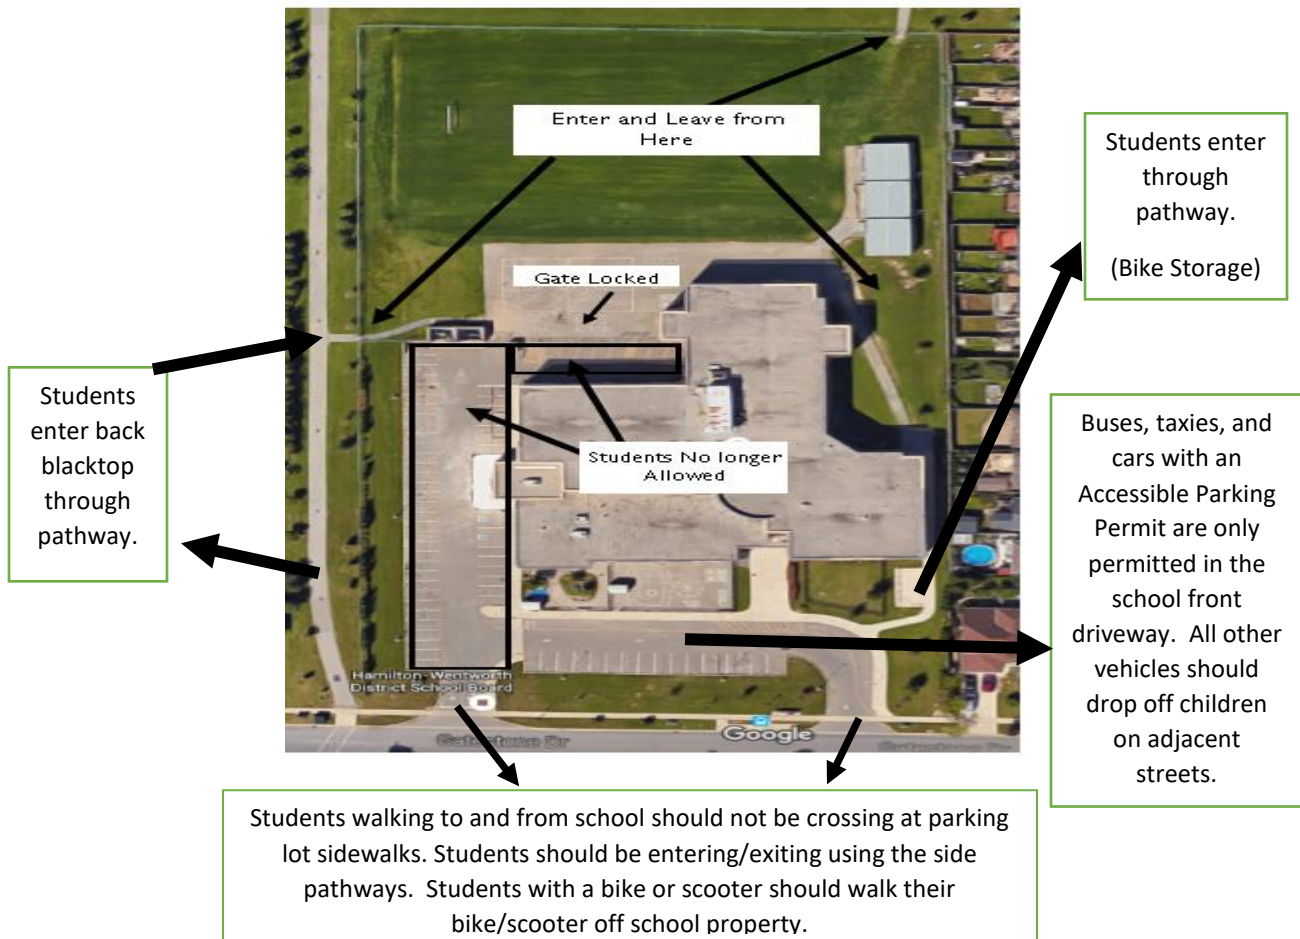 Enter and Leave from
Here
Students enter
through
pathway.
(Bike Storage)
Gate Locked
Students
enter back
blacktop
through
pathway.
Students No longer
Allowed
Buses, taxies, and
cars with an
Accessible Parking
Permit are only
permitted in the
school front
driveway. All other
vehicles should
drop off children
on adjacent
streets.
Hamilton-Wentworth
District School Board
Gatestone Dr
Google
Gatestone Dr
Students walking to and from school should not be crossing at parking
lot sidewalks. Students should be entering/exiting using the side
pathways. Students with a bike or scooter should walk their
bike/scooter off school property.